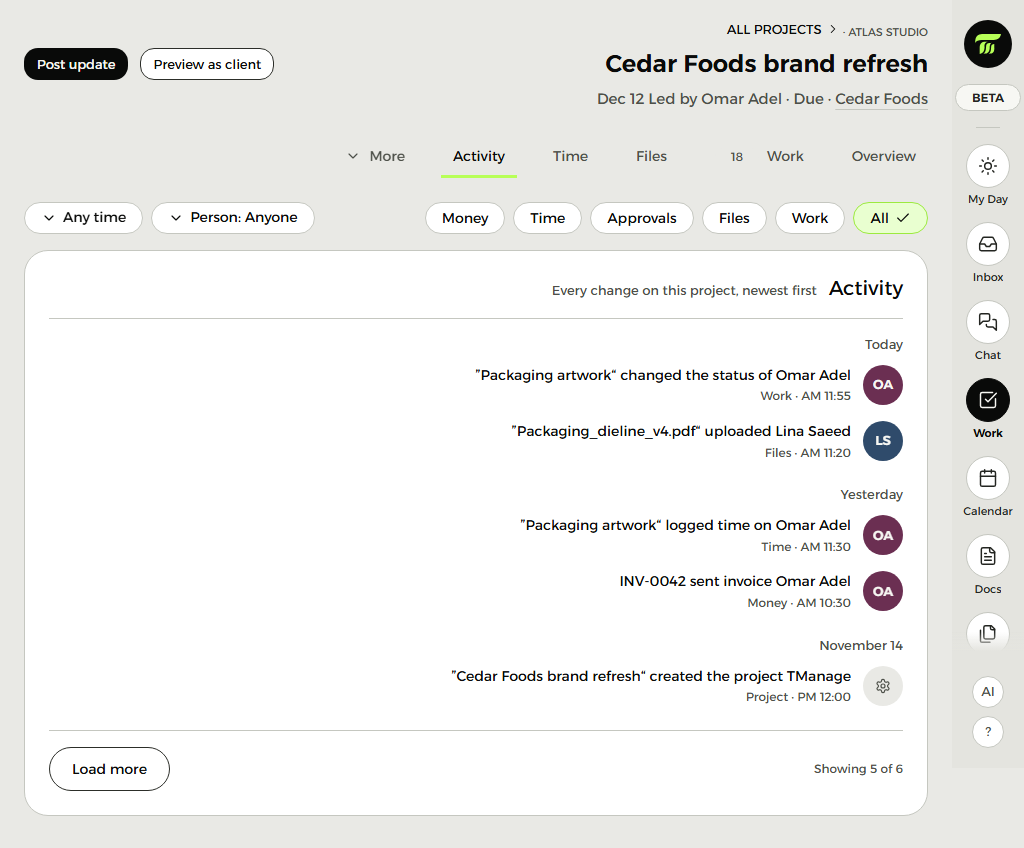 ALL PROJECTS > · ATLAS STUDIO
Cedar Foods brand refresh
Dec 12 Led by Omar Adel · Due · Cedar Foods
Post update
Preview as client
More
Activity
Time
Files
18 Work
Overview
Any time
Person: Anyone
Money
Time
Approvals
Files
Work
All
Every change on this project, newest first Activity
Today
”Packaging artwork“ changed the status of Omar Adel
OA
Work · AM 11:55
”Packaging_dieline_v4.pdf“ uploaded Lina Saeed
LS
Files · AM 11:20
Yesterday
”Packaging artwork“ logged time on Omar Adel
OA
Time · AM 11:30
INV-0042 sent invoice Omar Adel
OA
Money · AM 10:30
November 14
”Cedar Foods brand refresh“ created the project TManage
Project · PM 12:00
Load more
Showing 5 of 6
BETA
My Day
Inbox
Chat
Work
Calendar
Docs
AI
?